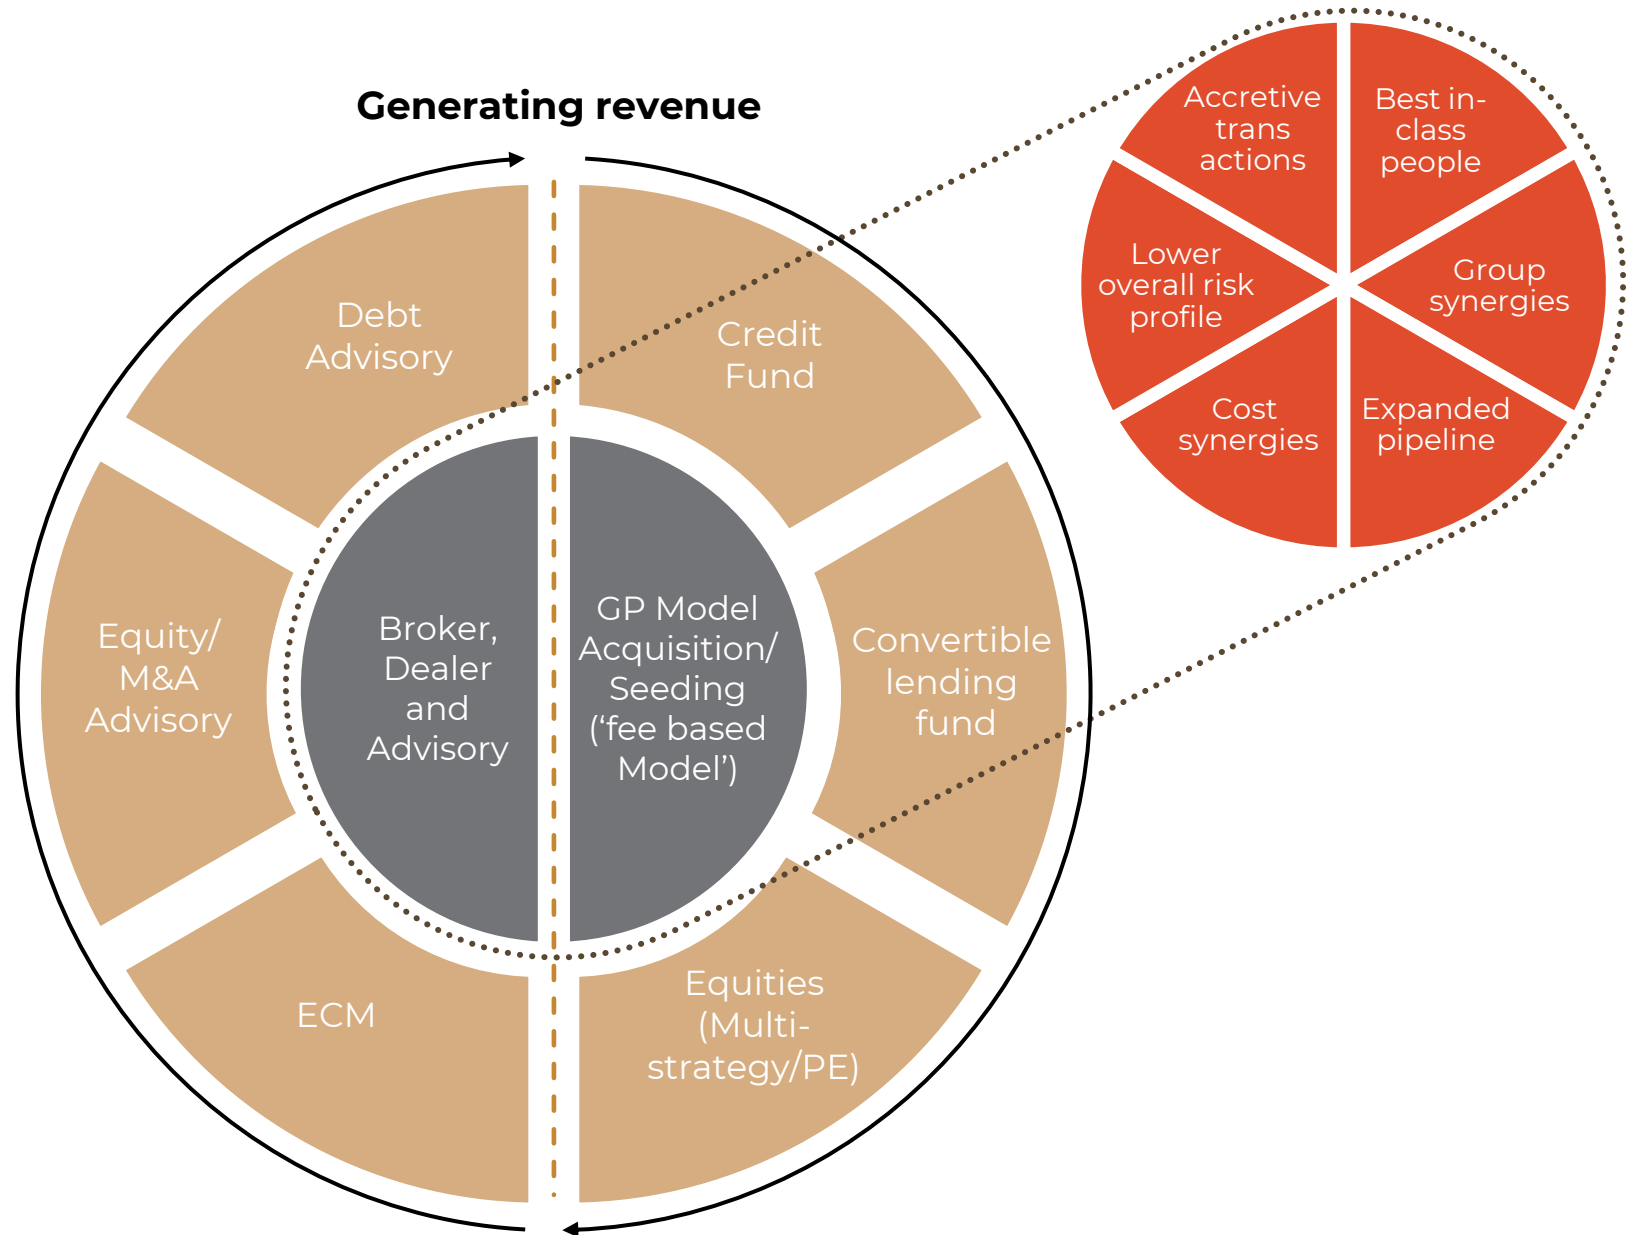 Generating revenue
Debt
Advisory
Credit
Fund
Equity/
M&A
Advisory
Broker,
Dealer
and
Advisory
GP Model
Acquisition/
Seeding
(‘fee based
Model’)
Convertible
lending
fund
ECM
Equities
(Multi-
strategy/PE)
Accretive
trans
actions
Best in-
class
people
Lower
overall risk
profile
Group
synergies
Cost
synergies
Expanded
pipeline